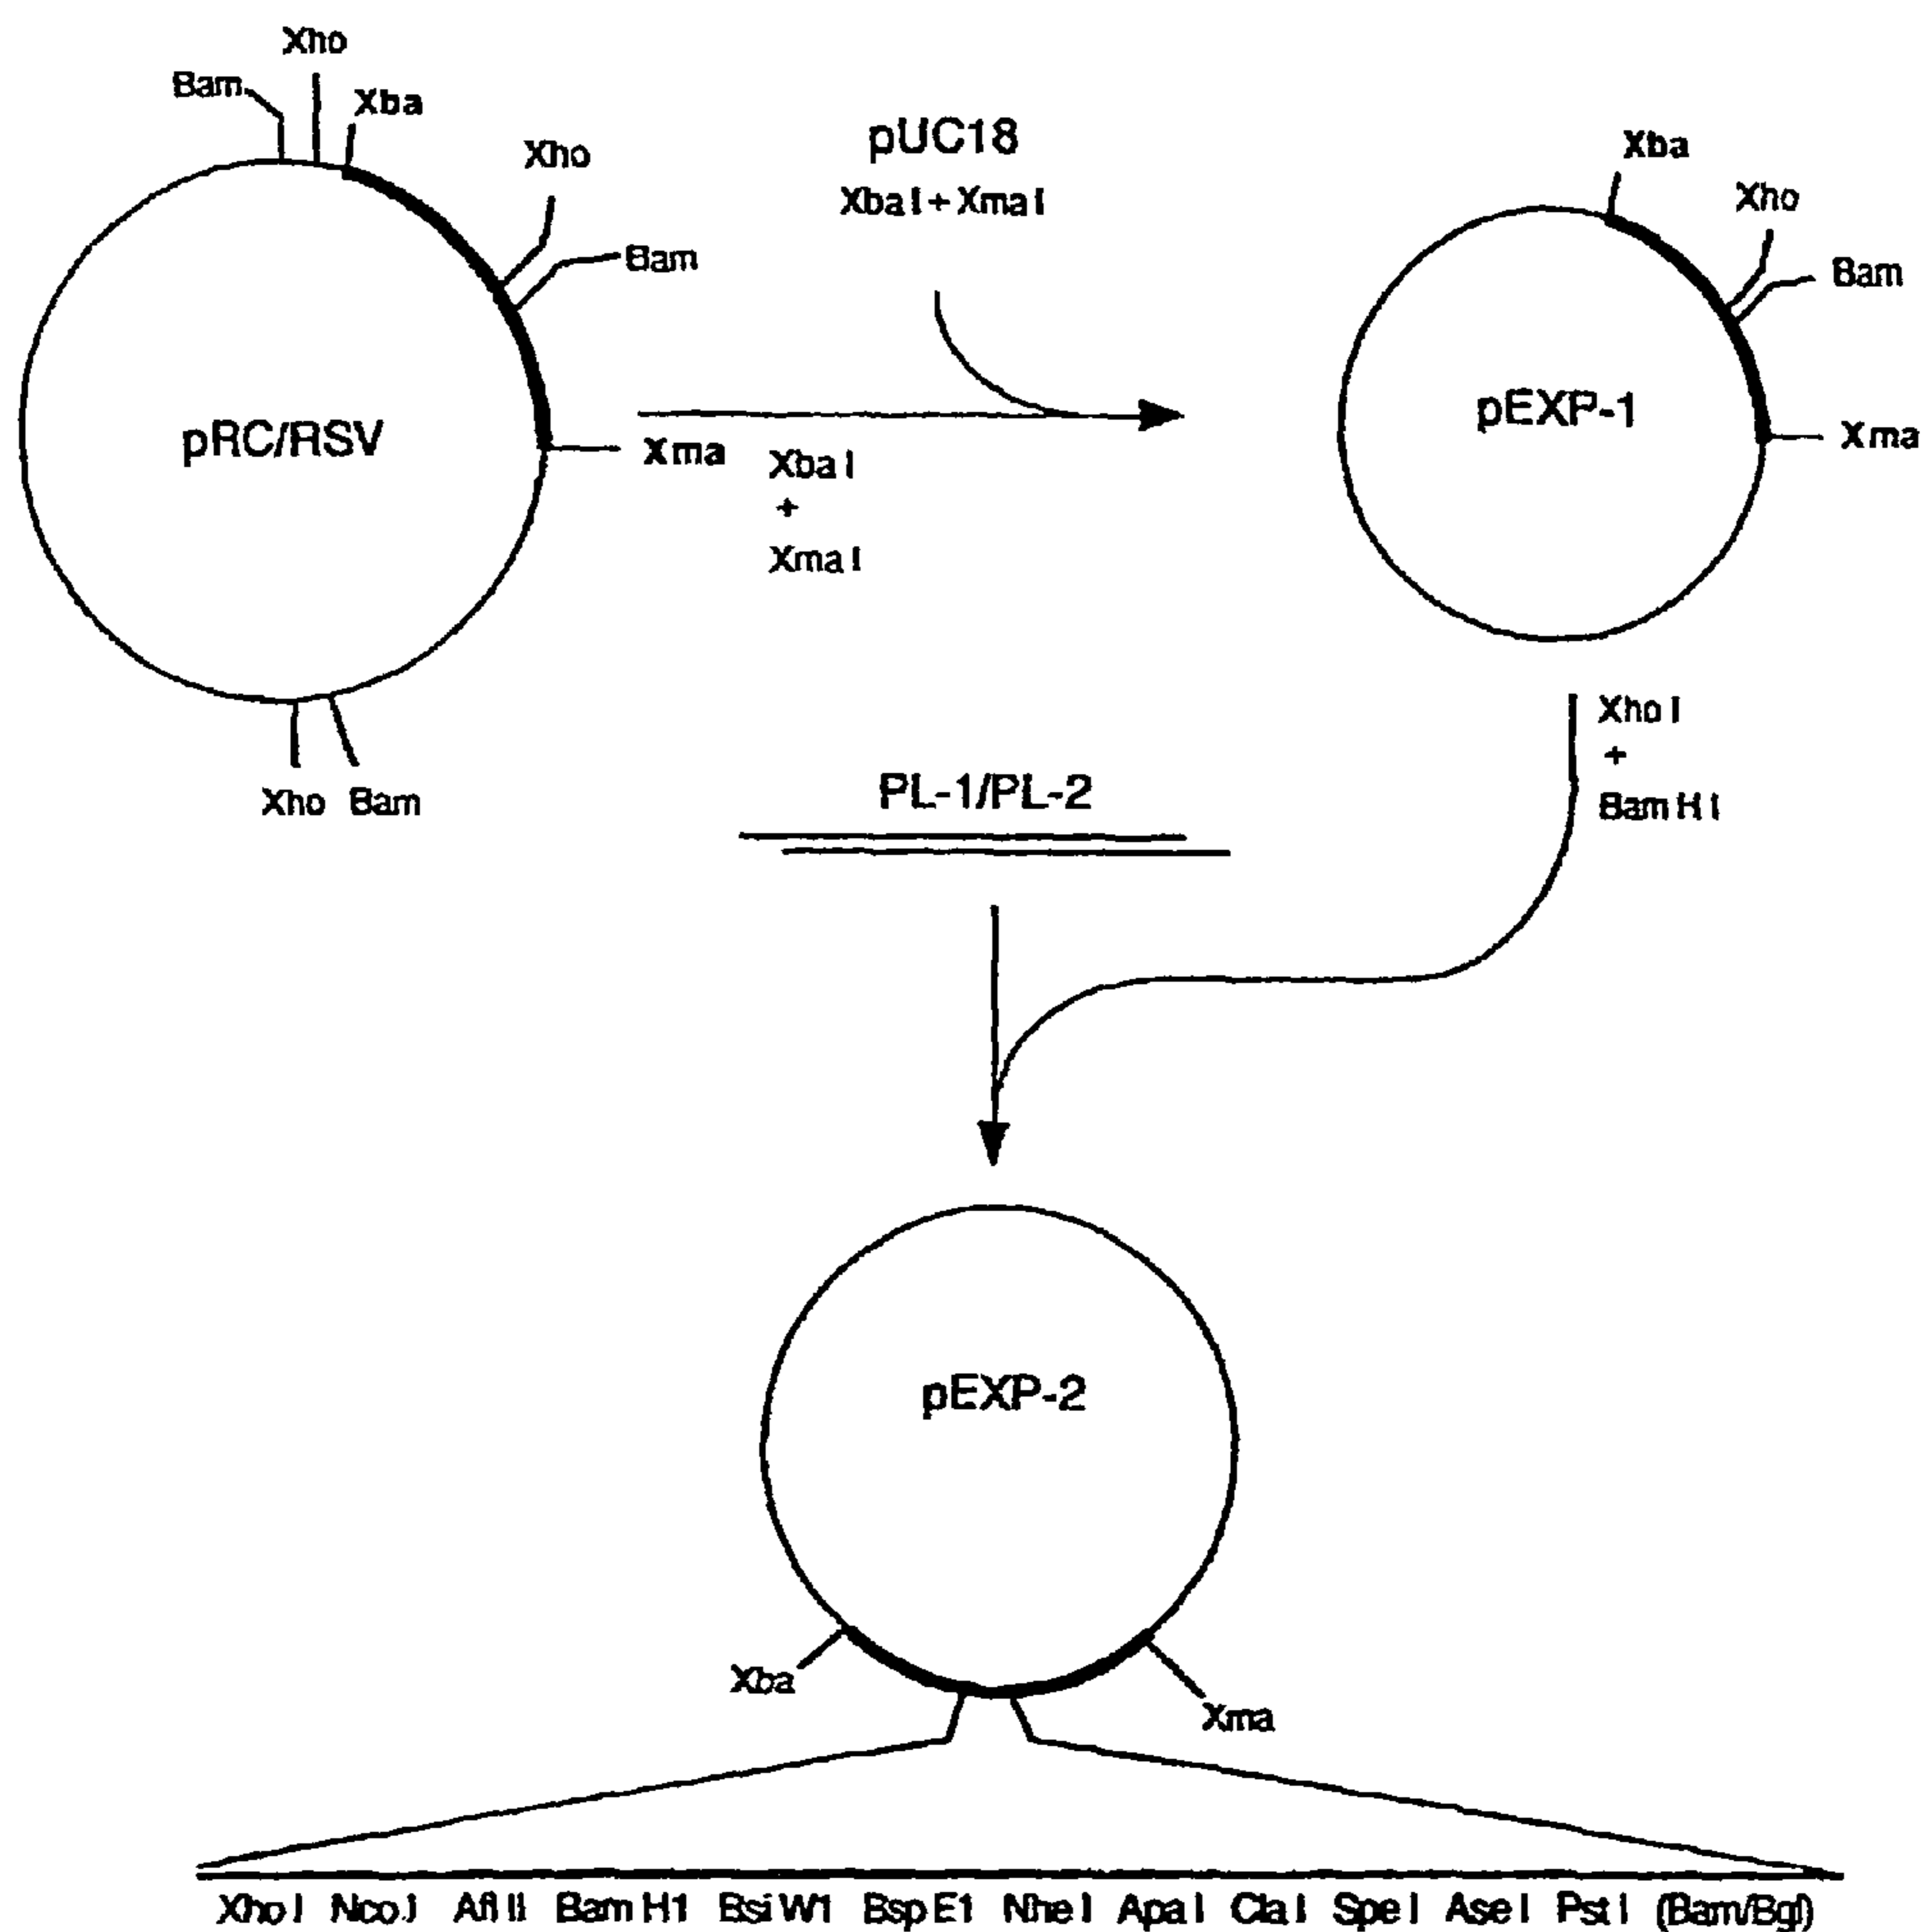 Xho
Bam
Xba
Xho
Bam
pRC/RSV
Xma
Xho Bam
pUC18
XbaI+XmaI
XbaI
+
XmaI
Xba
Xho
Bam
pEXP-1
Xma
XhoI
+
BamHI
PL-1/PL-2
pEXP-2
Xba
Xma
XhoI NcoI AflII BamH1 BsiW1 BspE1 NheI ApaI ClaI SpeI AseI PstI (Bam/Bgl)